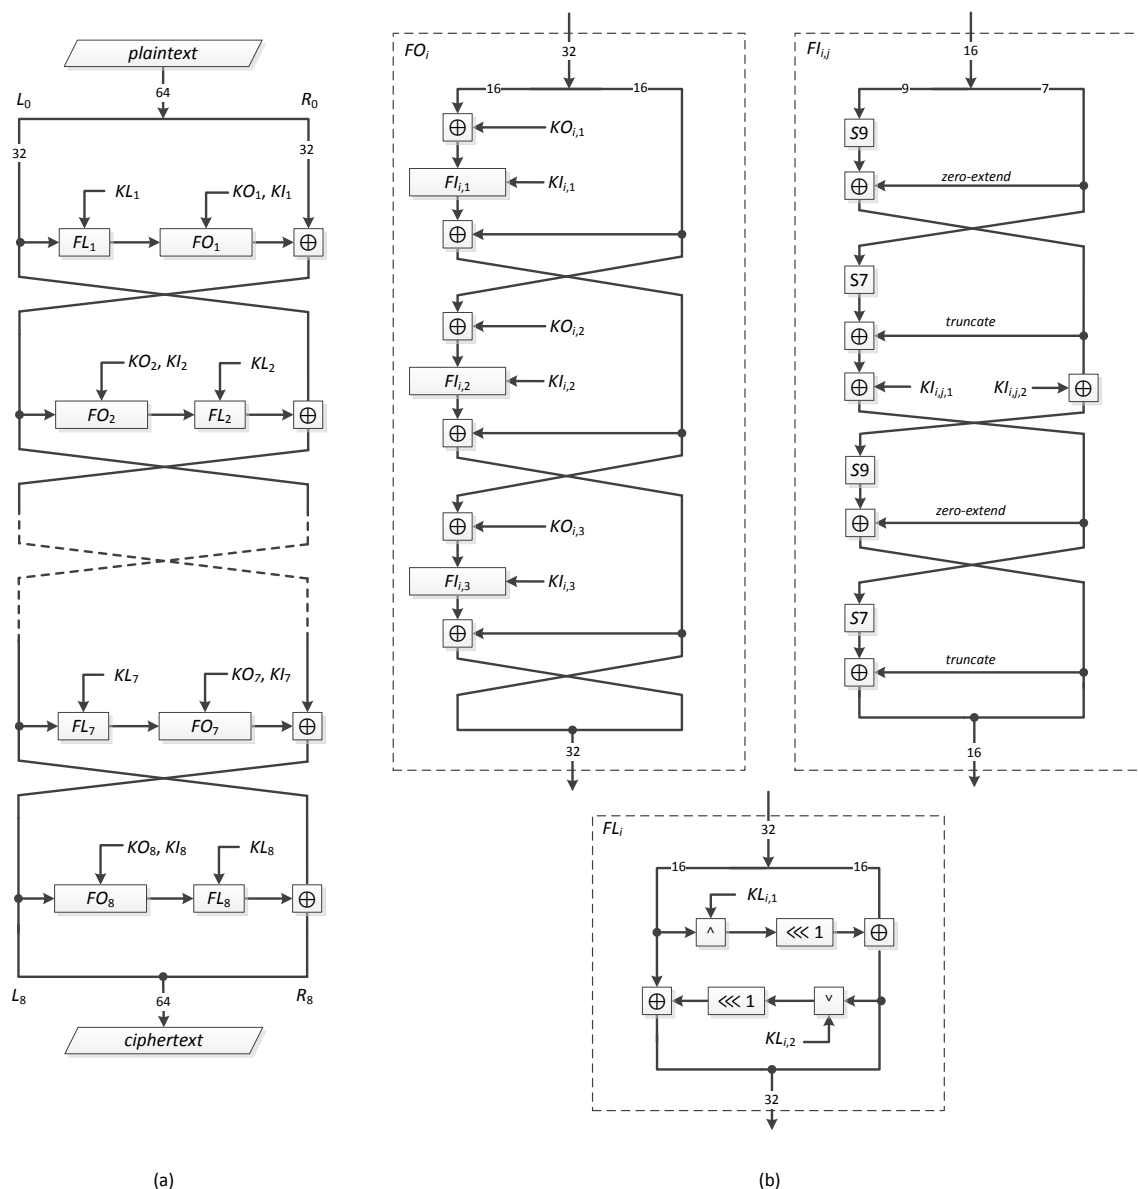 plaintext
64
L0 R0
32 32
KL1 KO1, KI1
FL1 FO1 ⊕
KO2, KI2 KL2
FO2 FL2 ⊕
KL7 KO7, KI7
FL7 FO7 ⊕
KO8, KI8 KL8
FO8 FL8 ⊕
L8 R8
64
ciphertext
(a)
FOi
32
16 16
⊕ KOi,1
FIi,1 KIi,1
⊕
⊕ KOi,2
FIi,2 KIi,2
⊕
⊕ KOi,3
FIi,3 KIi,3
⊕
32
FIi,j
16
9 7
S9
⊕ zero-extend
S7
⊕ truncate
⊕ KIi,j,1 KIi,j,2 ⊕
S9
⊕ zero-extend
S7
⊕ truncate
16
FLi
32
16 16
KLi,1
^ <<< 1 ⊕
⊕ <<< 1 v
KLi,2
32
(b)